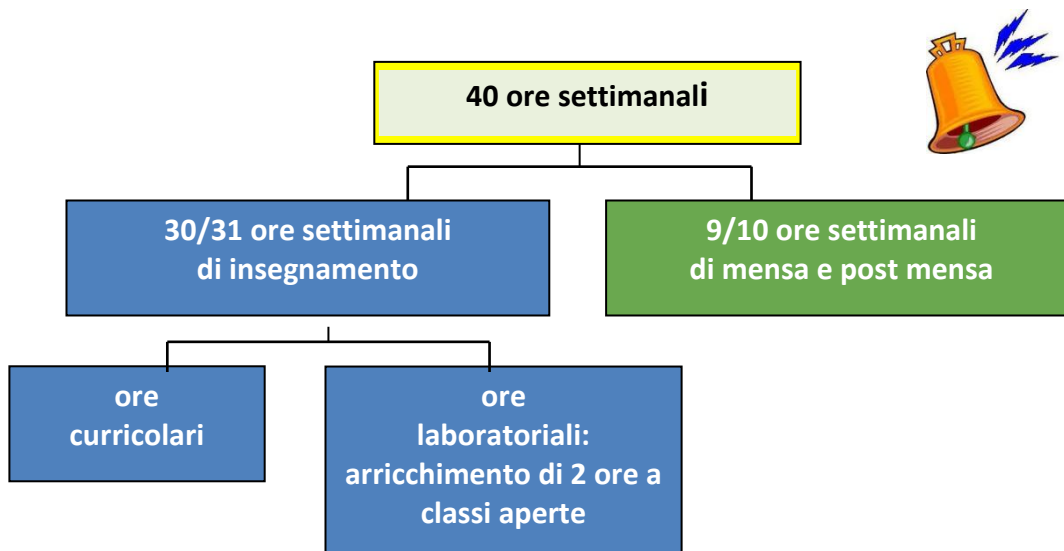 40 ore settimanali
30/31 ore settimanali
di insegnamento
9/10 ore settimanali
di mensa e post mensa
ore
curricolari
ore
laboratoriali:
arricchimento di 2 ore a
classi aperte